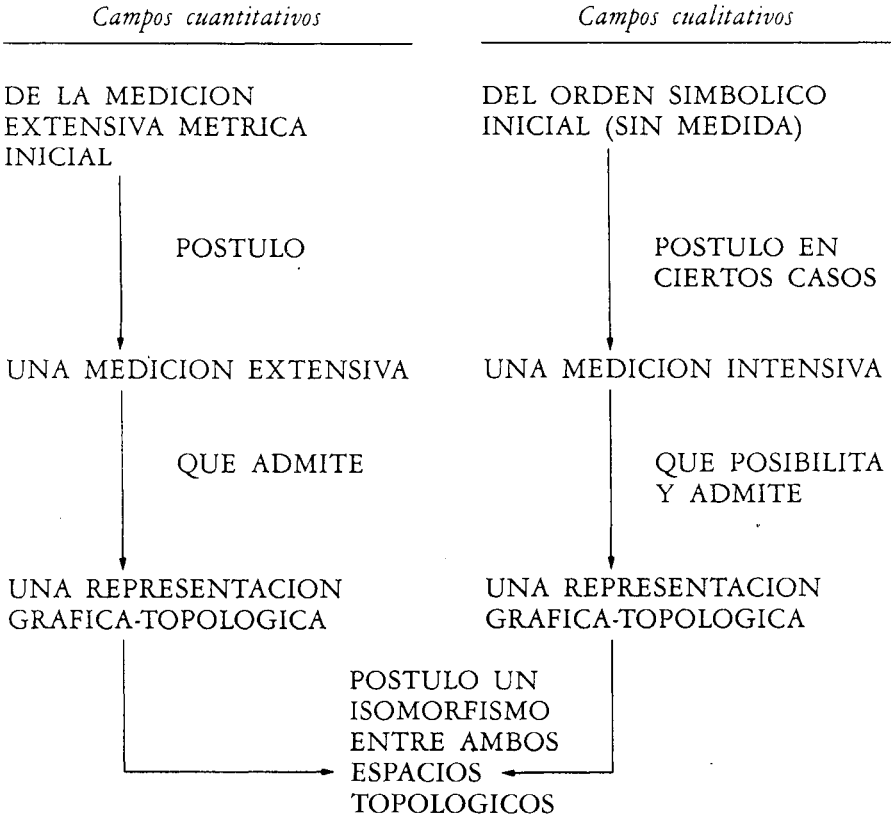 Campos cuantitativos
DE LA MEDICION
EXTENSIVA METRICA
INICIAL
POSTULO
UNA MEDICION EXTENSIVA
QUE ADMITE
UNA REPRESENTACION
GRAFICA-TOPOLOGICA
Campos cualitativos
DEL ORDEN SIMBOLICO
INICIAL (SIN MEDIDA)
POSTULO EN
CIERTOS CASOS
UNA MEDICION INTENSIVA
QUE POSIBILITA
Y ADMITE
UNA REPRESENTACION
GRAFICA-TOPOLOGICA
POSTULO UN
ISOMORFISMO
ENTRE AMBOS
ESPACIOS
TOPOLOGICOS